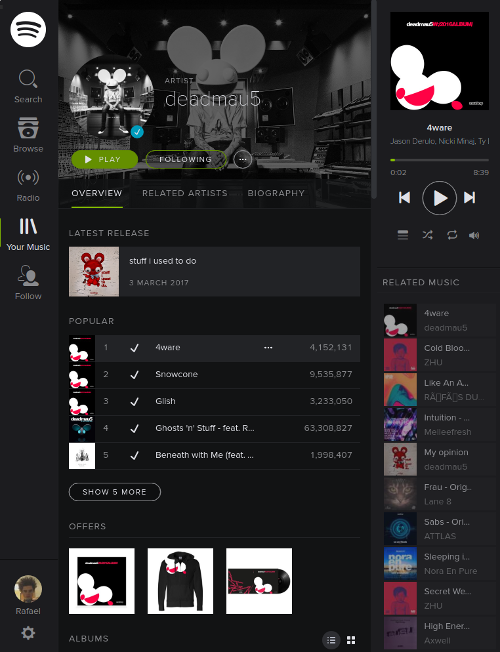 Search
Browse
Radio
Your Music
Follow
Rafael
ARTIST
deadmau5
PLAY
FOLLOWING
OVERVIEW
RELATED ARTISTS
BIOGRAPHY
LATEST RELEASE
stuff i used to do
3 MARCH 2017
POPULAR
1 4ware 4,152,131
2 Snowcone 9,535,877
3 Glish 3,233,050
4 Ghosts 'n' Stuff - feat. R... 63,308,827
5 Beneath with Me (feat. ... 1,998,407
SHOW 5 MORE
OFFERS
ALBUMS
deadmau5W:/2016ALBUM/
4ware
Jason Derulo, Nicki Minaj, Ty
0:02 8:39
RELATED MUSIC
4ware
deadmau5
Cold Bloo...
ZHU
Like An A...
Intuition - ...
Melleefresh
My opinion
deadmau5
Frau - Orig...
Lane 8
Sabs - Ori...
ATTLAS
Sleeping i...
Nora En Pure
Secret We...
ZHU
High Ener...
Axwell